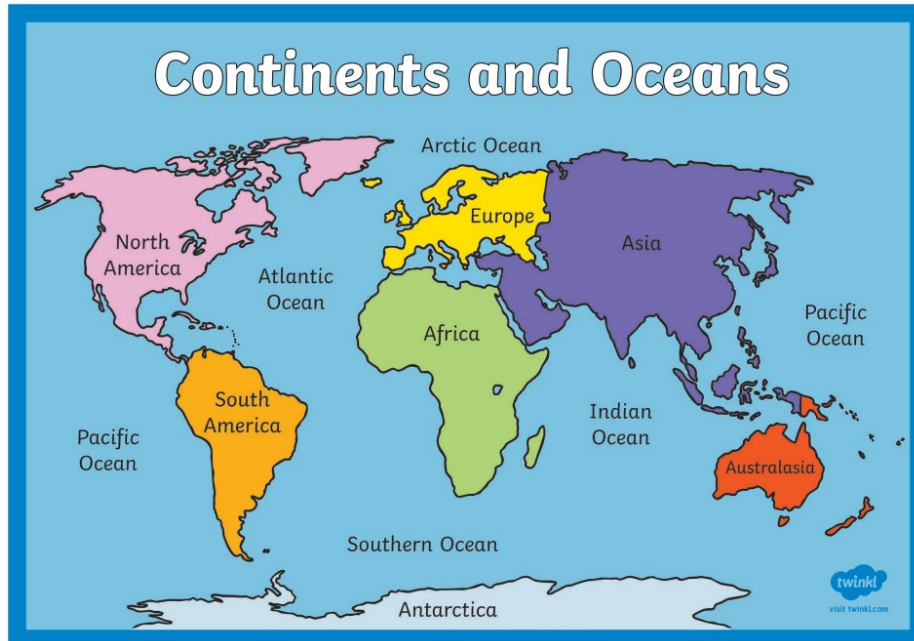 Continents and Oceans
Arctic Ocean
North
America
Europe
Asia
Atlantic
Ocean
Africa
Pacific
Ocean
South
America
Indian
Ocean
Pacific
Ocean
Australasia
Southern Ocean
Antarctica
twinkl
visit twinkl.com